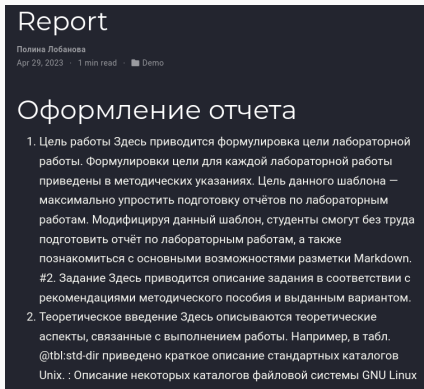 Report
Полина Лобанова
Apr 29, 2023 · 1 min read · Demo
Оформление отчета
1. Цель работы Здесь приводится формулировка цели лабораторной
работы. Формулировки цели для каждой лабораторной работы
приведены в методических указаниях. Цель данного шаблона —
максимально упростить подготовку отчётов по лабораторным
работам. Модифицируя данный шаблон, студенты смогут без труда
подготовить отчёт по лабораторным работам, а также
познакомиться с основными возможностями разметки Markdown.
#2. Задание Здесь приводится описание задания в соответствии с
рекомендациями методического пособия и выданным вариантом.
2. Теоретическое введение Здесь описываются теоретические
аспекты, связанные с выполнением работы. Например, в табл.
@tbl:std-dir приведено краткое описание стандартных каталогов
Unix. : Описание некоторых каталогов файловой системы GNU Linux